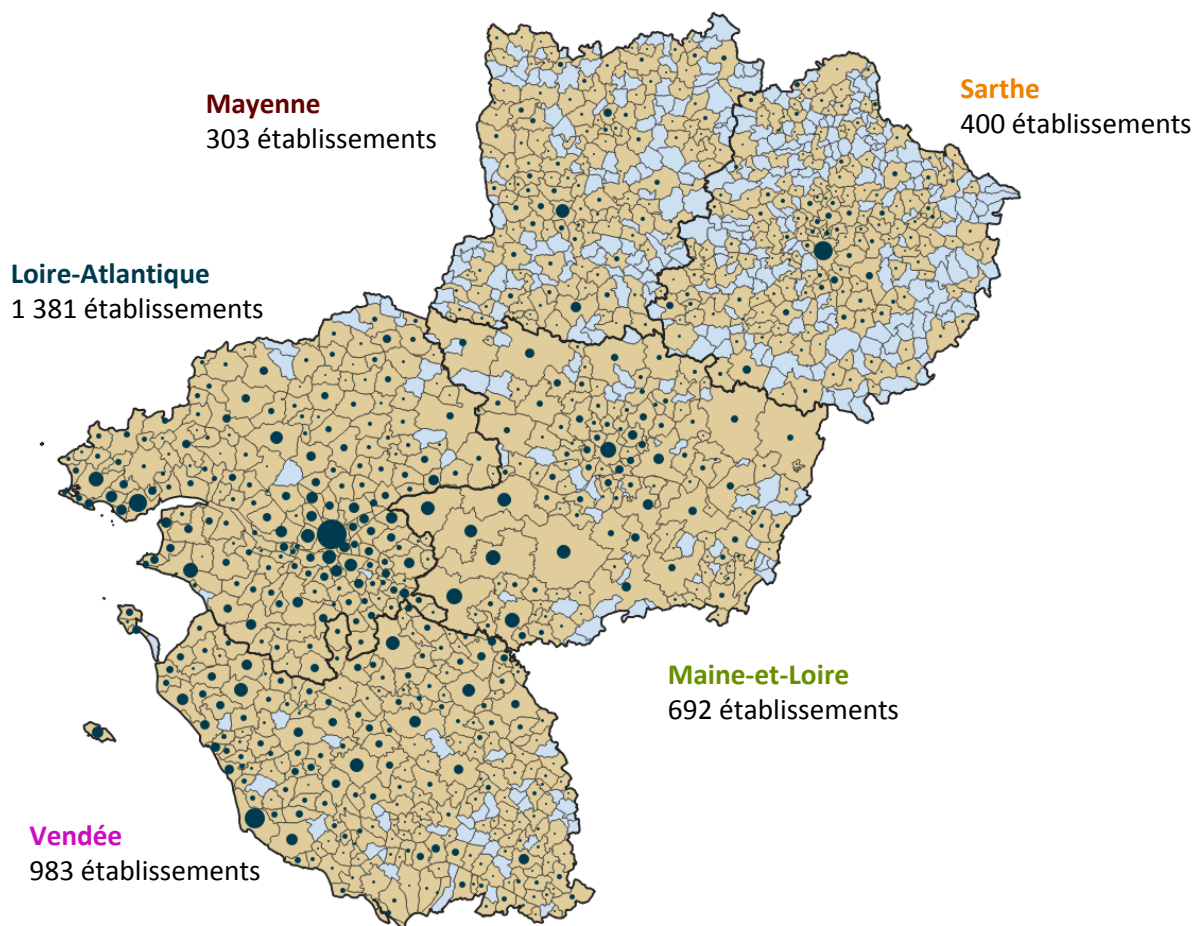 Mayenne
303 établissements
Sarthe
400 établissements
Loire-Atlantique
1 381 établissements
Maine-et-Loire
692 établissements
Vendée
983 établissements